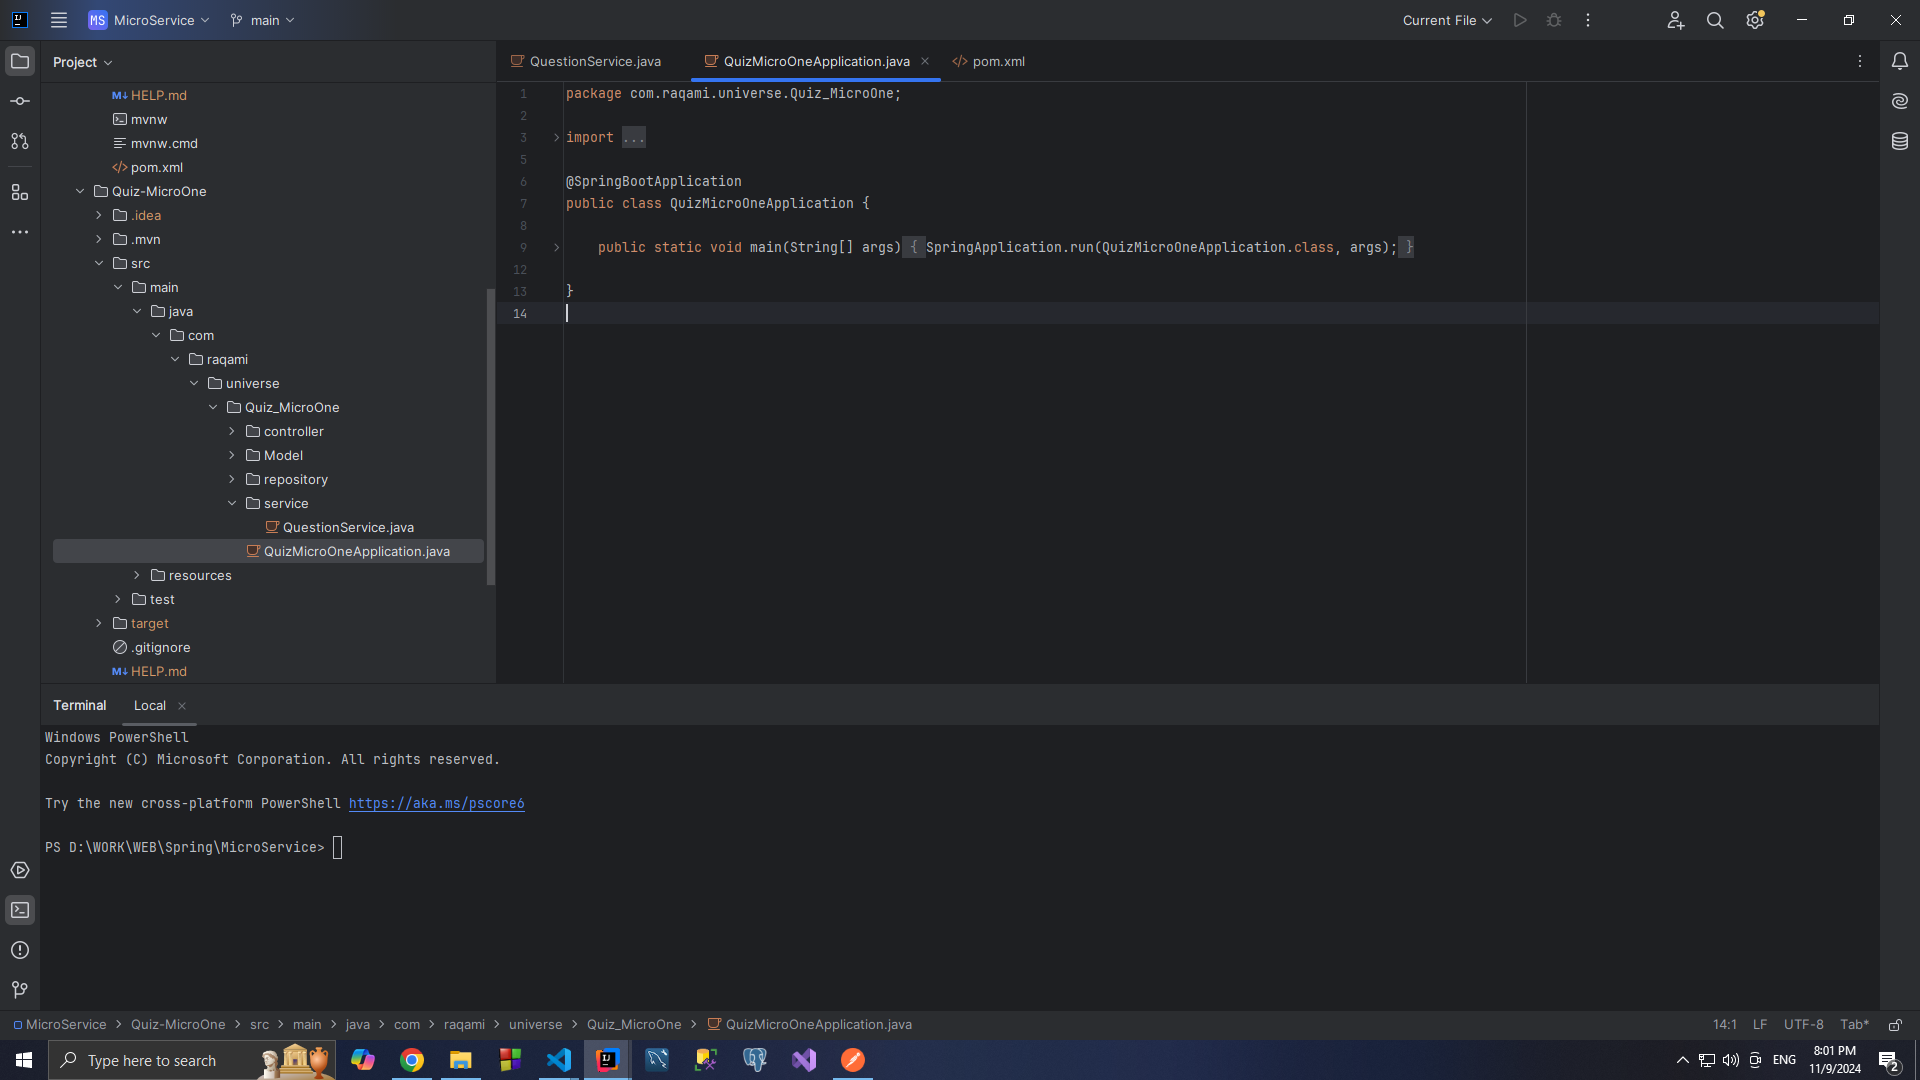 MS MicroService main
Current File
Project
QuestionService.java QuizMicroOneApplication.java pom.xml
HELP.md
mvnw
mvnw.cmd
pom.xml
Quiz-MicroOne
.idea
.mvn
src
main
java
com
raqami
universe
Quiz_MicroOne
controller
Model
repository
service
QuestionService.java
QuizMicroOneApplication.java
resources
test
target
.gitignore
HELP.md
1 package com.raqami.universe.Quiz_MicroOne;
2
3 import ...
5
6 @SpringBootApplication
7 public class QuizMicroOneApplication {
8
9 public static void main(String[] args) { SpringApplication.run(QuizMicroOneApplication.class, args); }
12
13 }
14
Terminal Local
Windows PowerShell
Copyright (C) Microsoft Corporation. All rights reserved.
Try the new cross-platform PowerShell https://aka.ms/pscore6
PS D:\WORK\WEB\Spring\MicroService>
MicroService > Quiz-MicroOne > src > main > java > com > raqami > universe > Quiz_MicroOne > QuizMicroOneApplication.java
14:1 LF UTF-8 Tab*
Type here to search
ENG
8:01 PM
11/9/2024
2